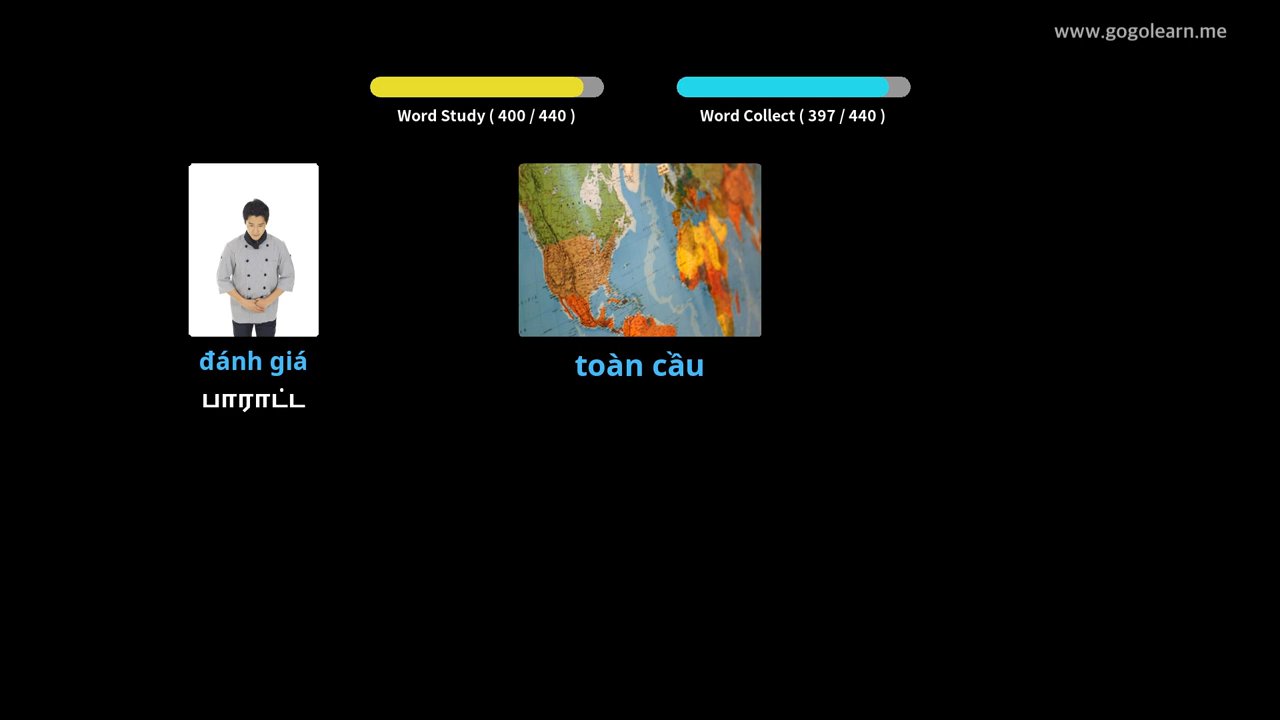 www.gogolearn.me
Word Study ( 400 / 440 )
Word Collect ( 397 / 440 )
đánh giá
பாராட்ட
toàn cầu